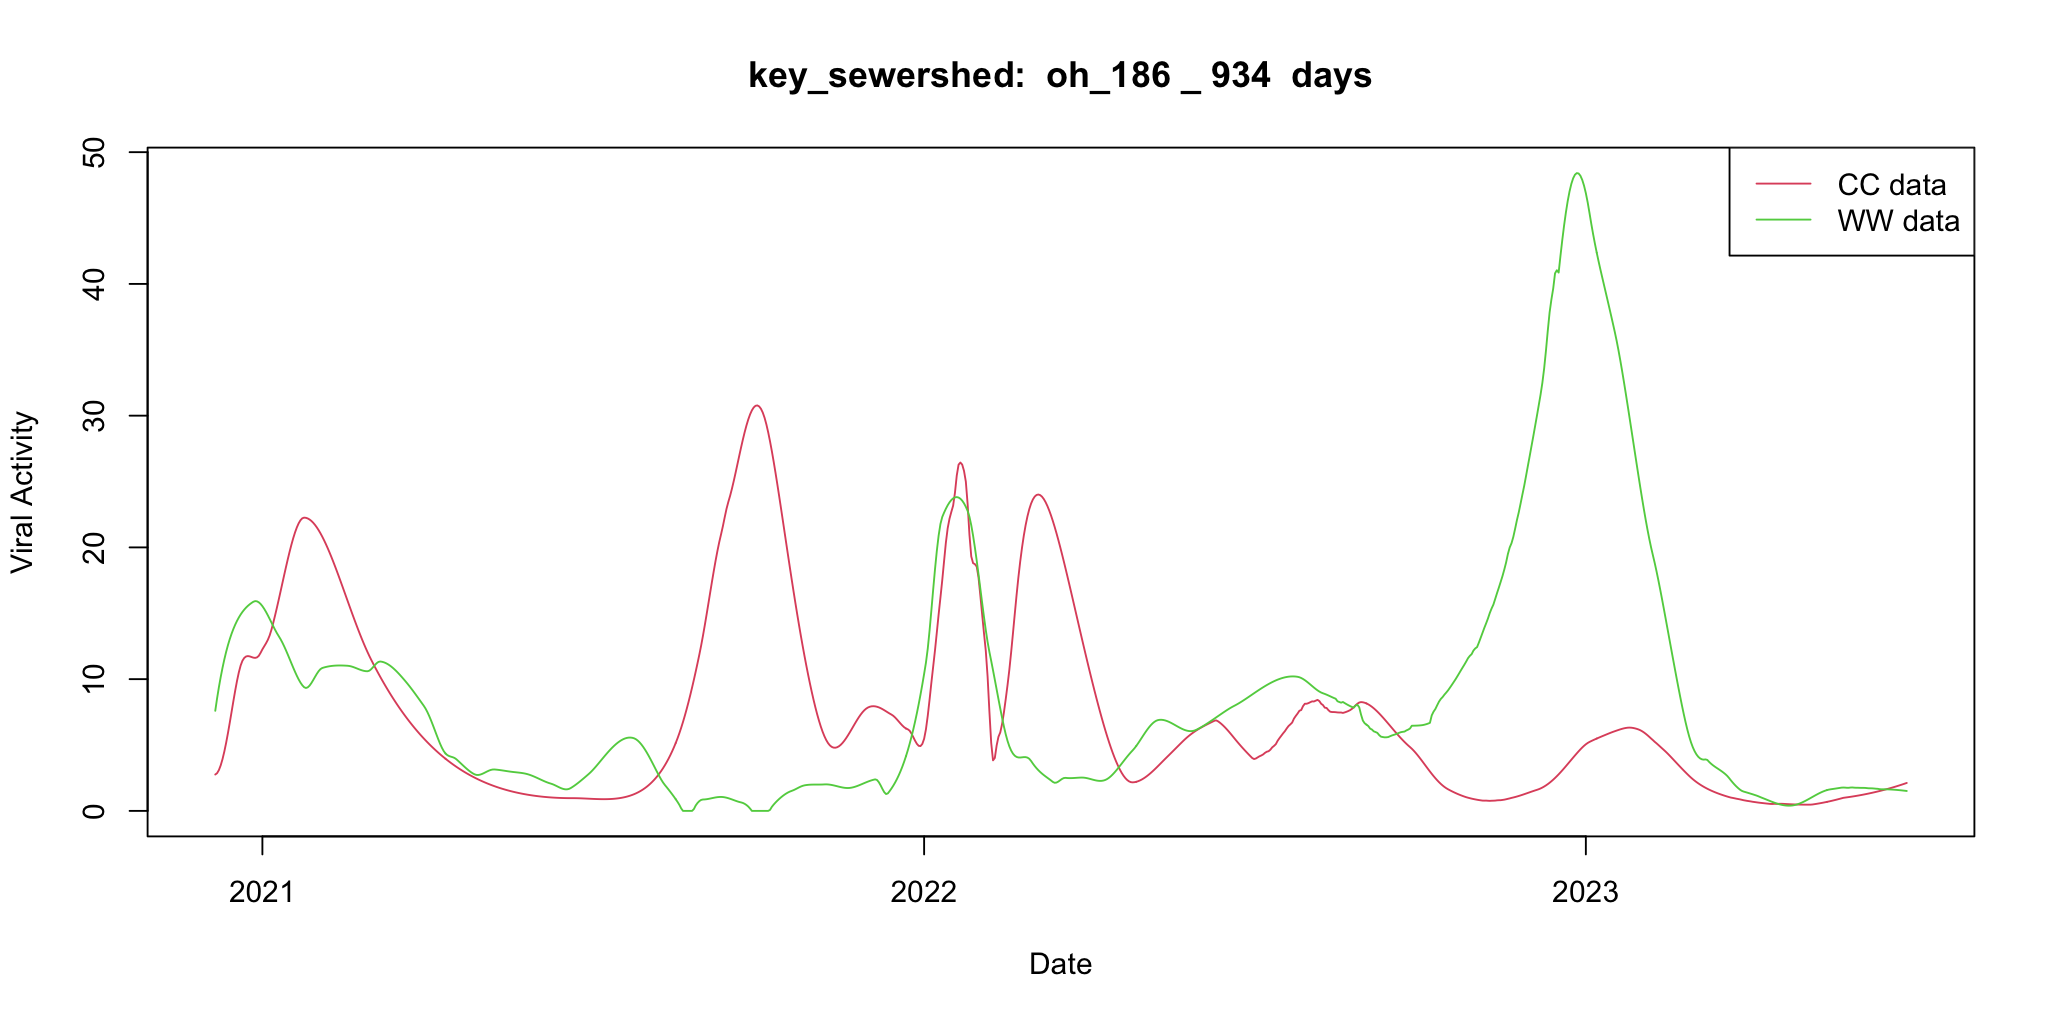 key_sewershed: oh_186 _ 934 days
CC data
WW data
Viral Activity
50
40
30
20
10
0
2021
2022
2023
Date